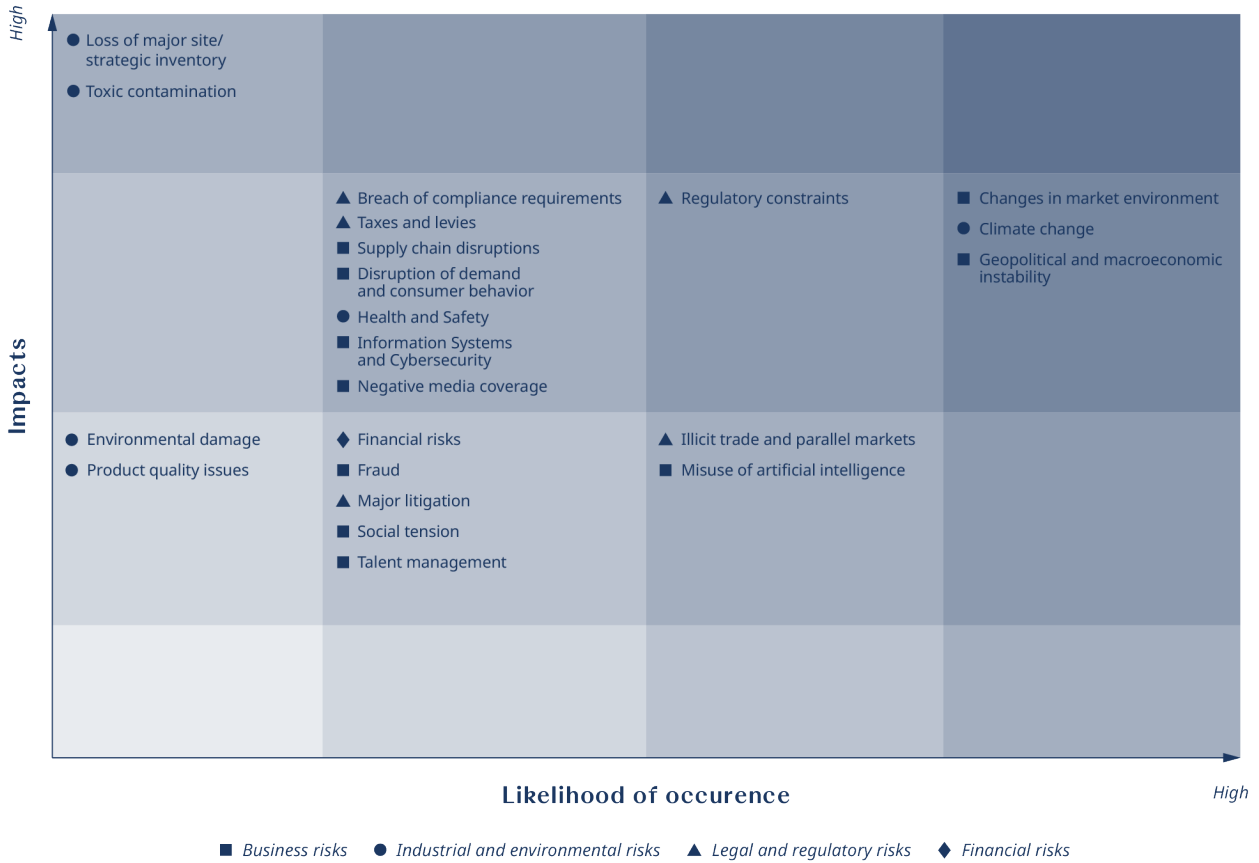 High
Loss of major site/
strategic inventory
Toxic contamination
Breach of compliance requirements
Taxes and levies
Supply chain disruptions
Disruption of demand
and consumer behavior
Health and Safety
Information Systems
and Cybersecurity
Negative media coverage
Regulatory constraints
Changes in market environment
Climate change
Geopolitical and macroeconomic
instability
Impacts
Environmental damage
Product quality issues
Financial risks
Fraud
Major litigation
Social tension
Talent management
Illicit trade and parallel markets
Misuse of artificial intelligence
Likelihood of occurence
High
Business risks
Industrial and environmental risks
Legal and regulatory risks
Financial risks